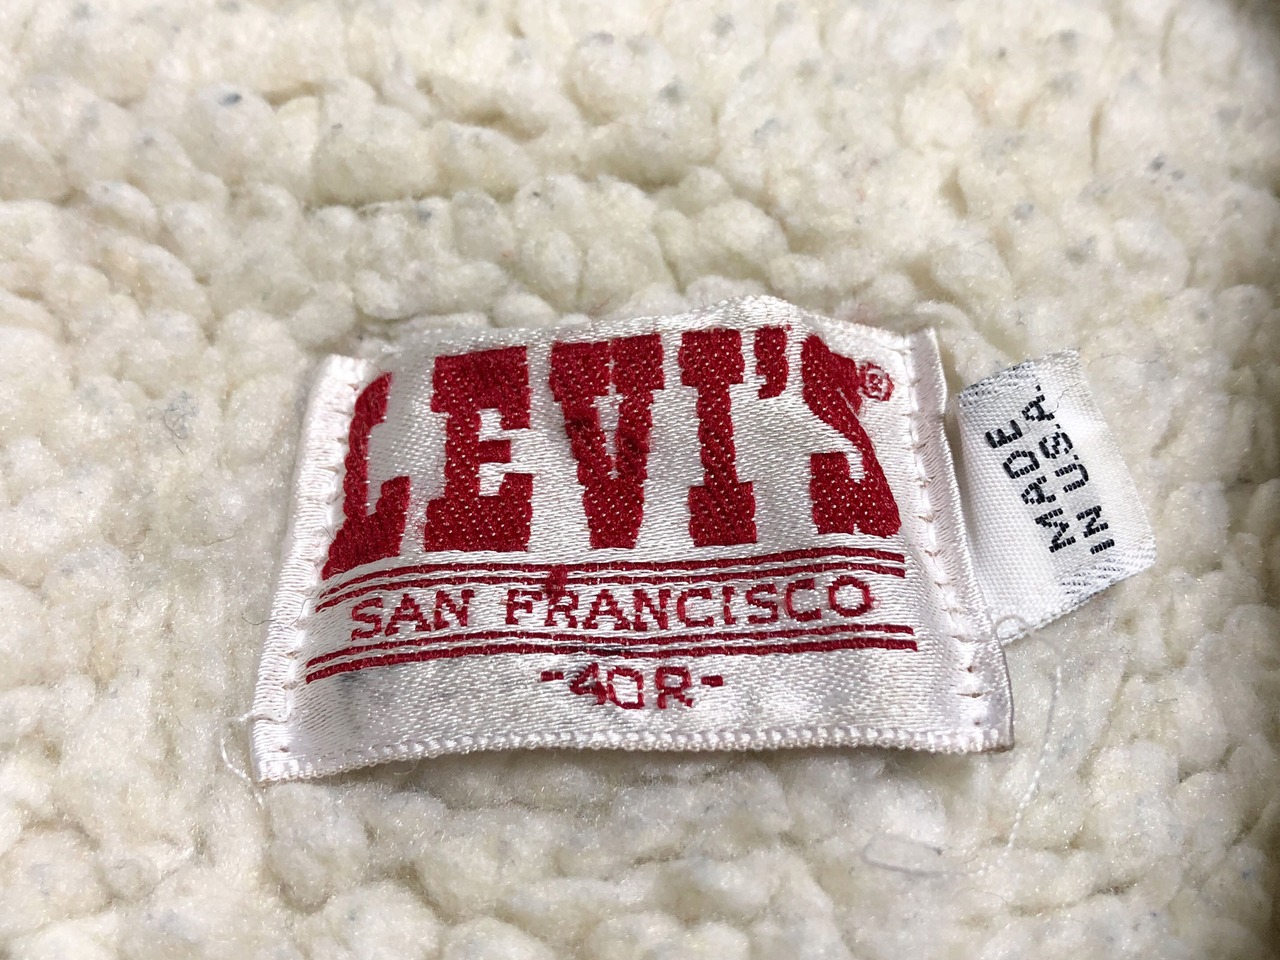 LEVI'S®
SAN FRANCISCO
-40R-
MADE
IN U.S.A.